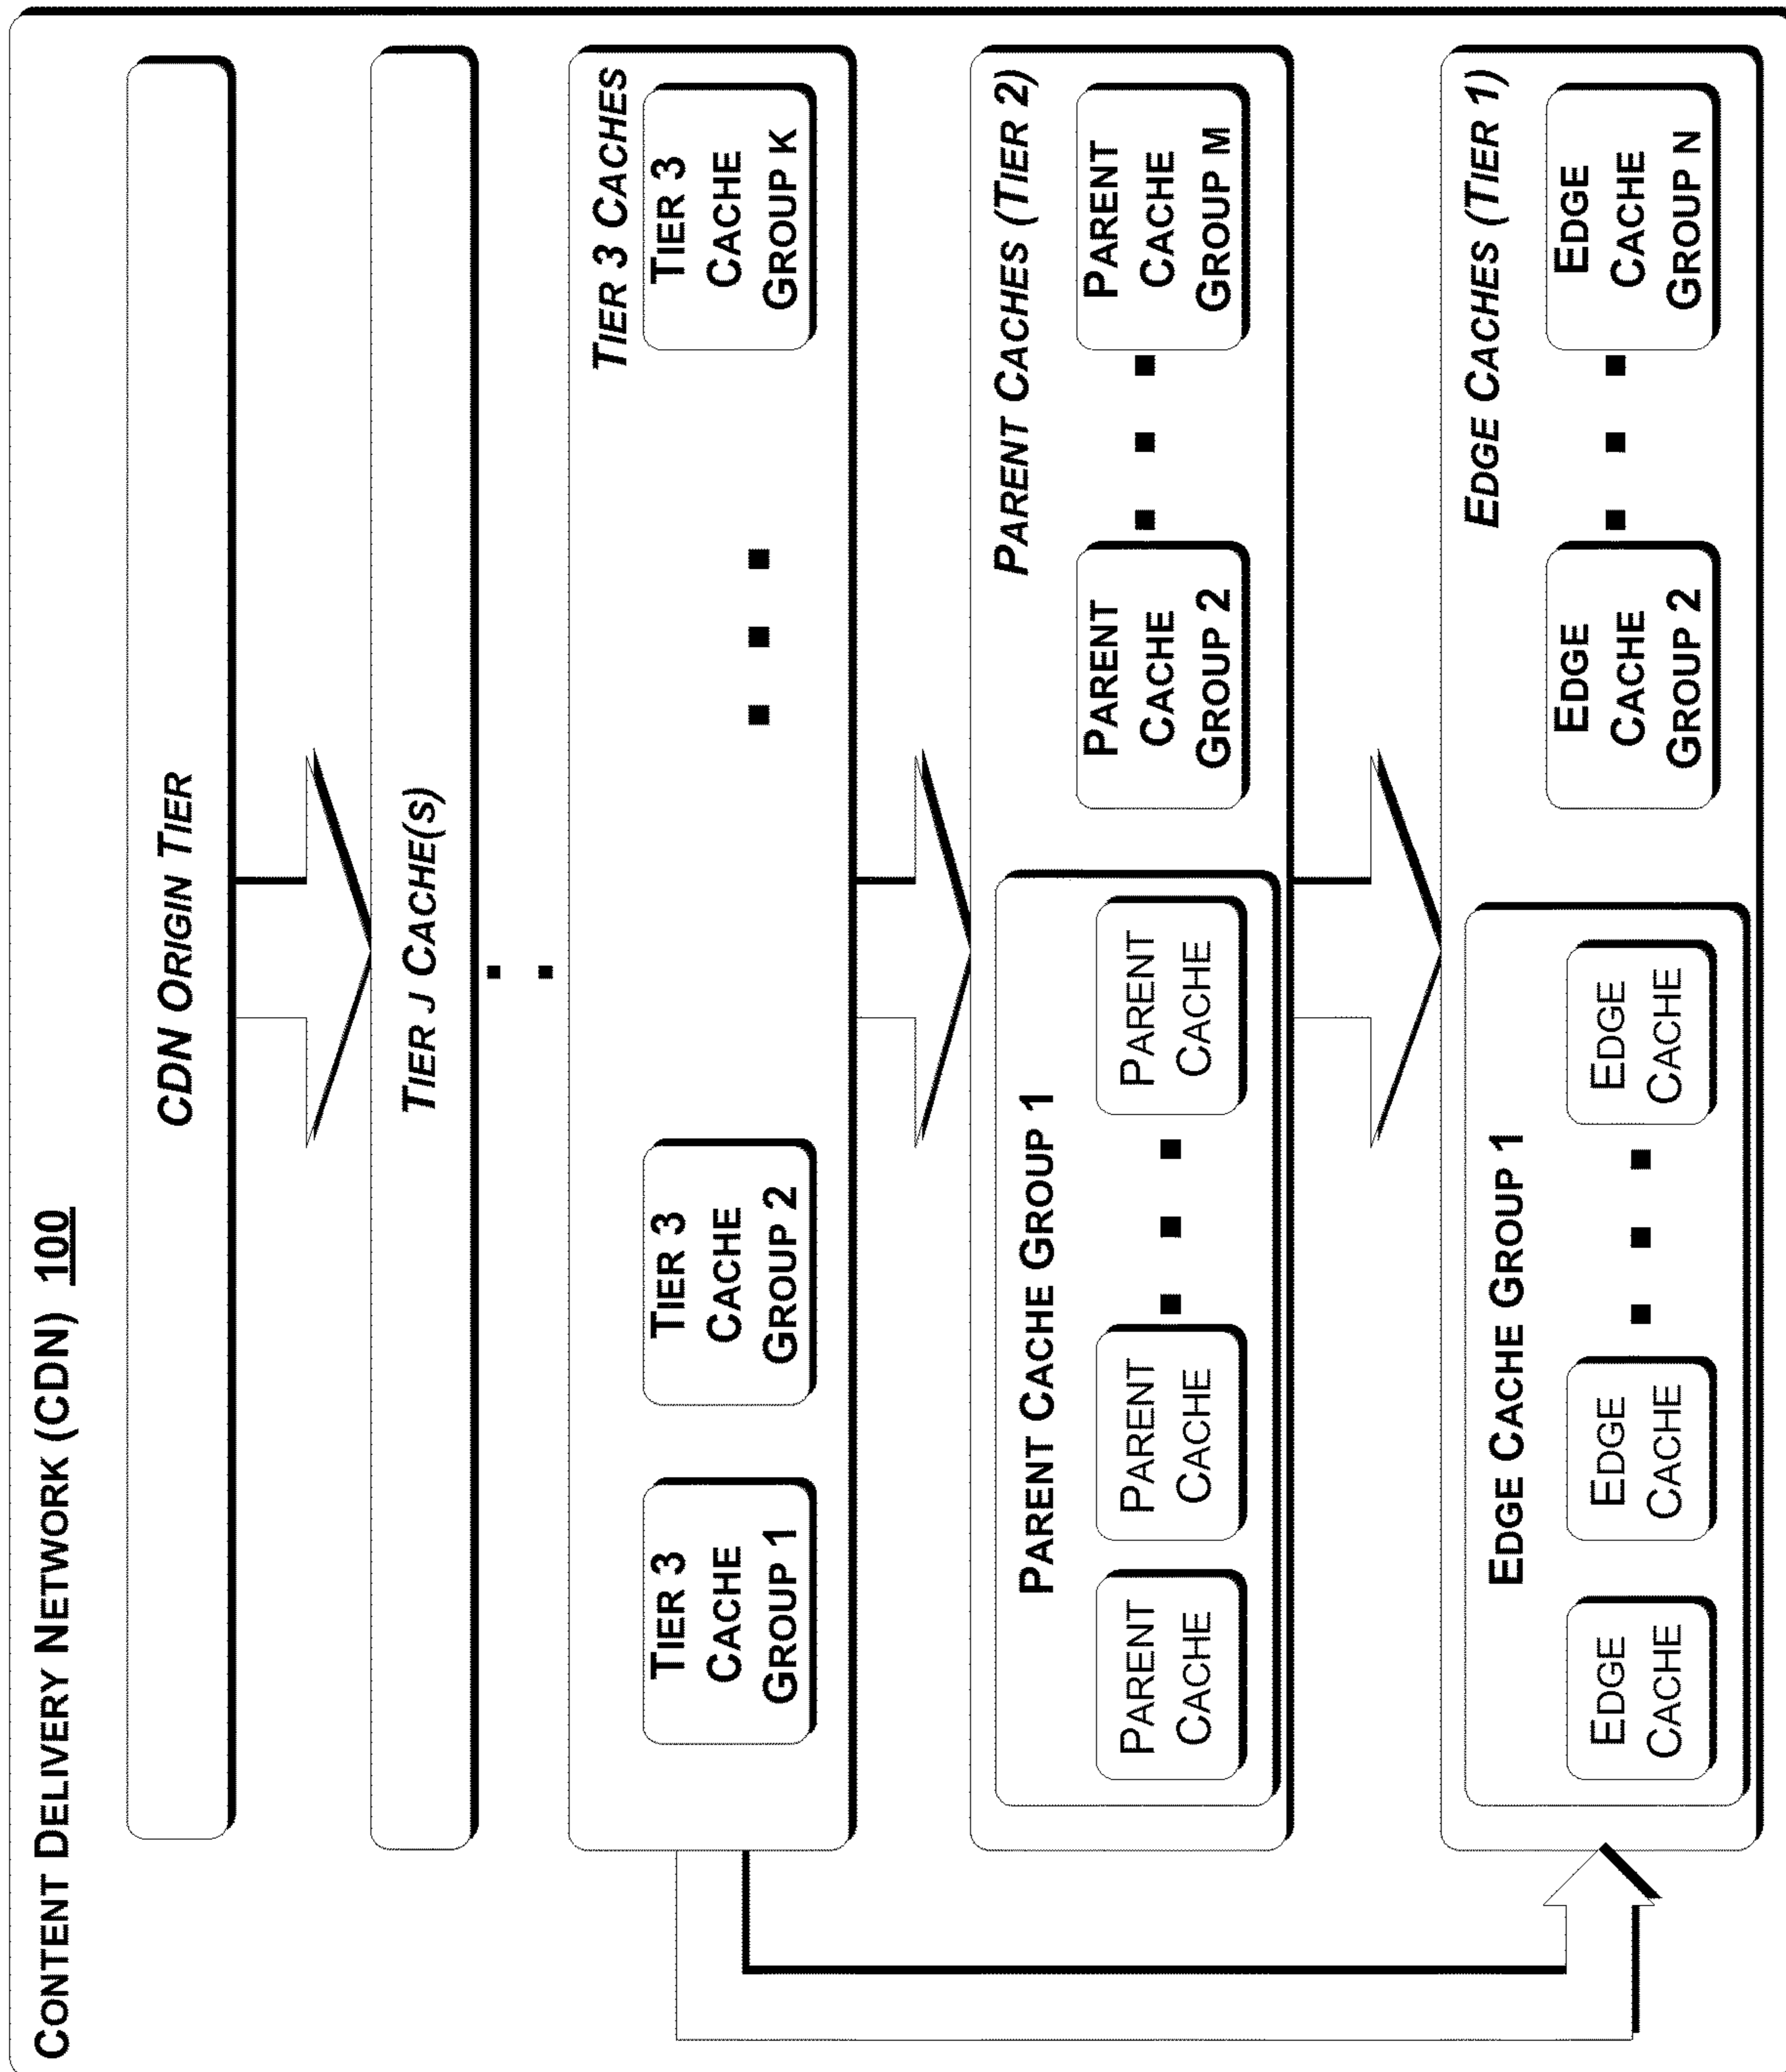 CONTENT DELIVERY NETWORK (CDN) 100
CDN ORIGIN TIER
TIER J CACHE(S)
TIER 3 CACHES
TIER 3
CACHE
GROUP 1
TIER 3
CACHE
GROUP 2
TIER 3
CACHE
GROUP K
PARENT CACHES (TIER 2)
PARENT CACHE GROUP 1
PARENT
CACHE
PARENT
CACHE
PARENT
CACHE
PARENT
CACHE
GROUP 2
PARENT
CACHE
GROUP M
EDGE CACHES (TIER 1)
EDGE CACHE GROUP 1
EDGE
CACHE
EDGE
CACHE
EDGE
CACHE
EDGE
CACHE
GROUP 2
EDGE
CACHE
GROUP N